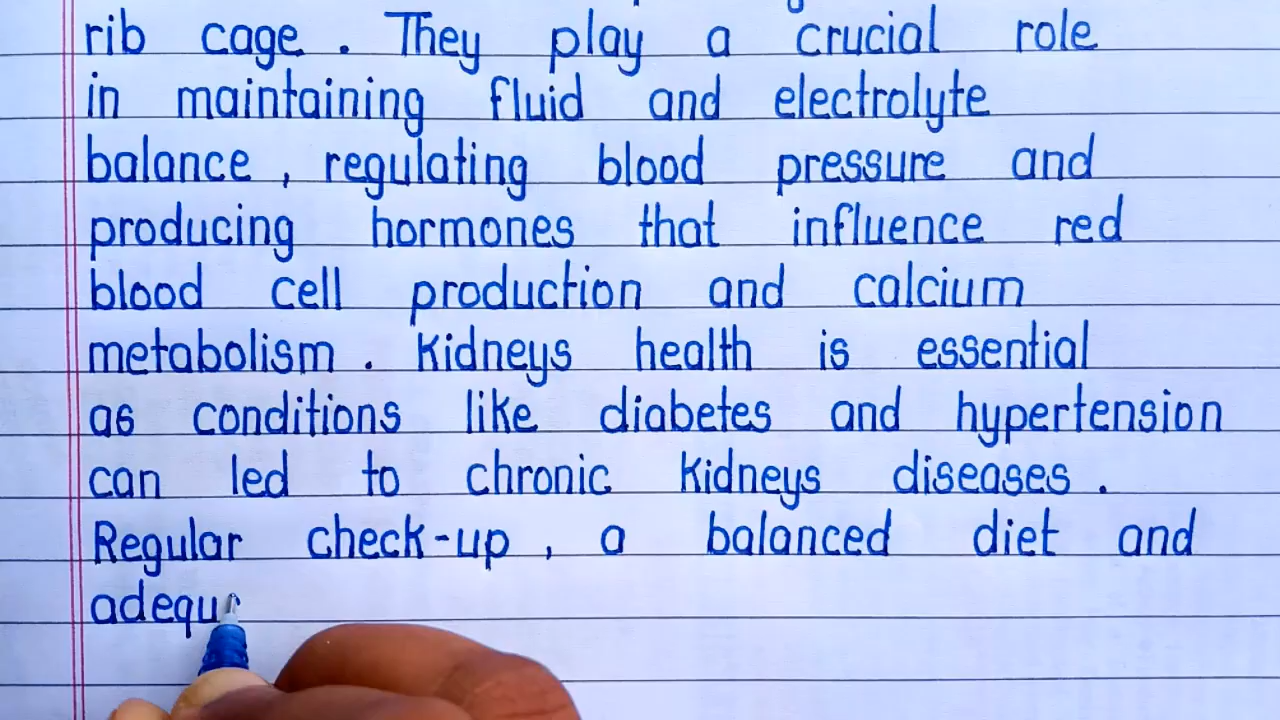 rib cage . They play a crucial role
in maintaining fluid and electrolyte
balance , regulating blood pressure and
producing hormones that influence red
blood cell production and calcium
metabolism . Kidneys health is essential
as conditions like diabetes and hypertension
can led to chronic kidneys diseases .
Regular check-up , a balanced diet and
adequ